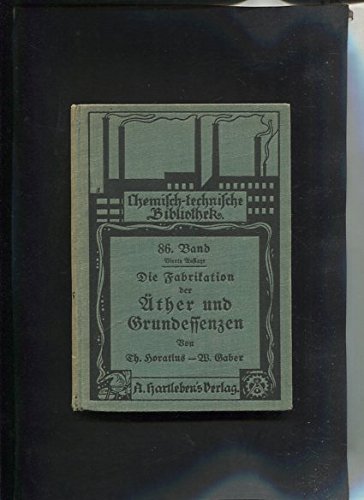 Chemisch-technische
Bibliothek.
86. Band
Vierte Auflage
Die Fabrikation
der
Äther und
Grundessenzen
Von
Th. Horatius – W. Gaber
A. Hartleben's Verlag.